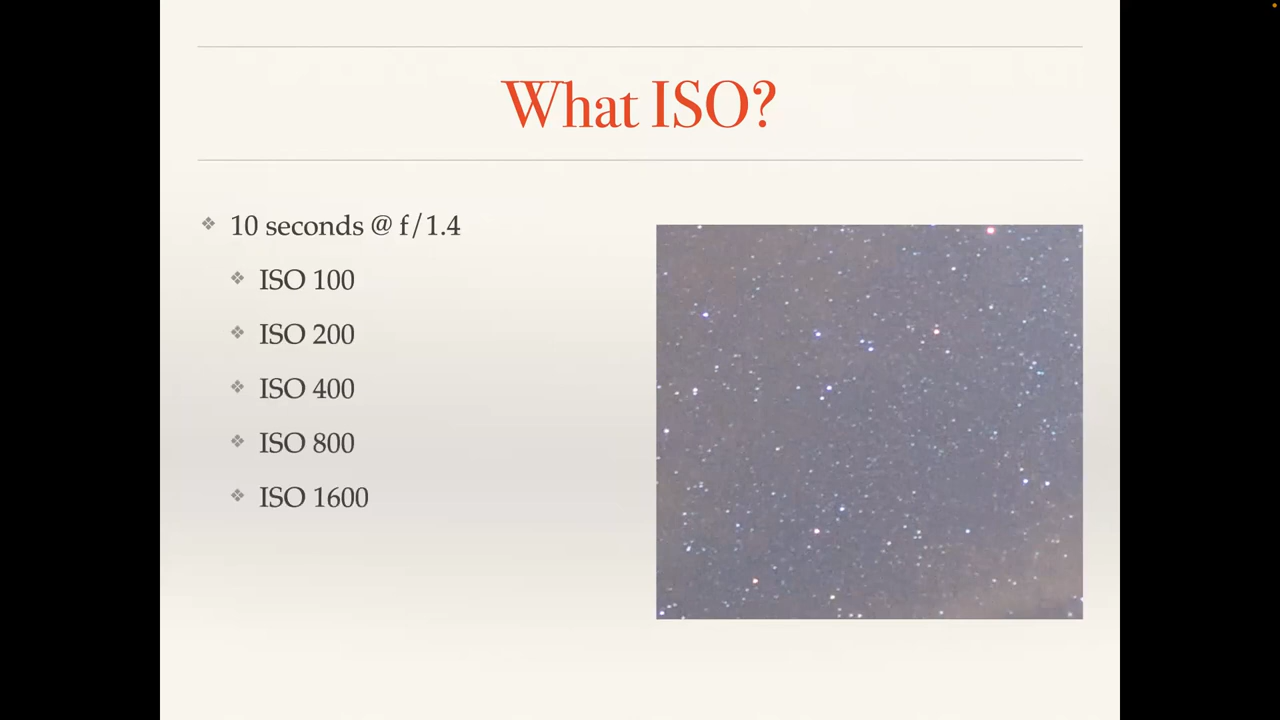 What ISO?
10 seconds @ f/1.4
ISO 100
ISO 200
ISO 400
ISO 800
ISO 1600